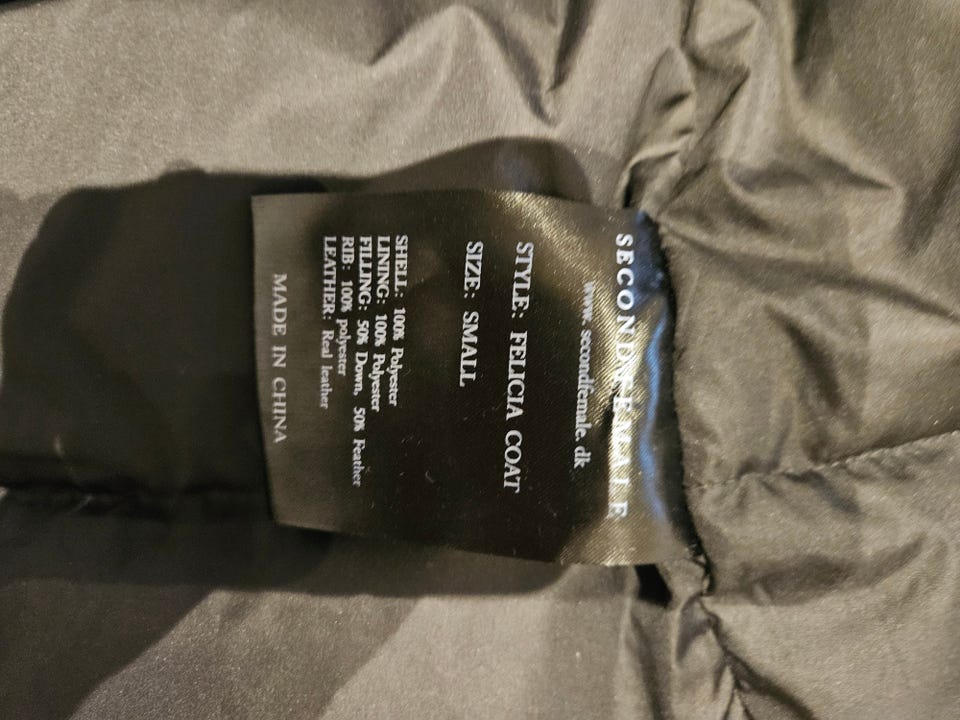 SECOND FEMALE
www.secondfemale.dk
STYLE: FELICIA COAT
SIZE: SMALL
SHELL: 100% Polyester
LINING: 100% Polyester
FILLING: 50% Down, 50% Feather
RIB: 100% polyester
LEATHER: Real leather
MADE IN CHINA